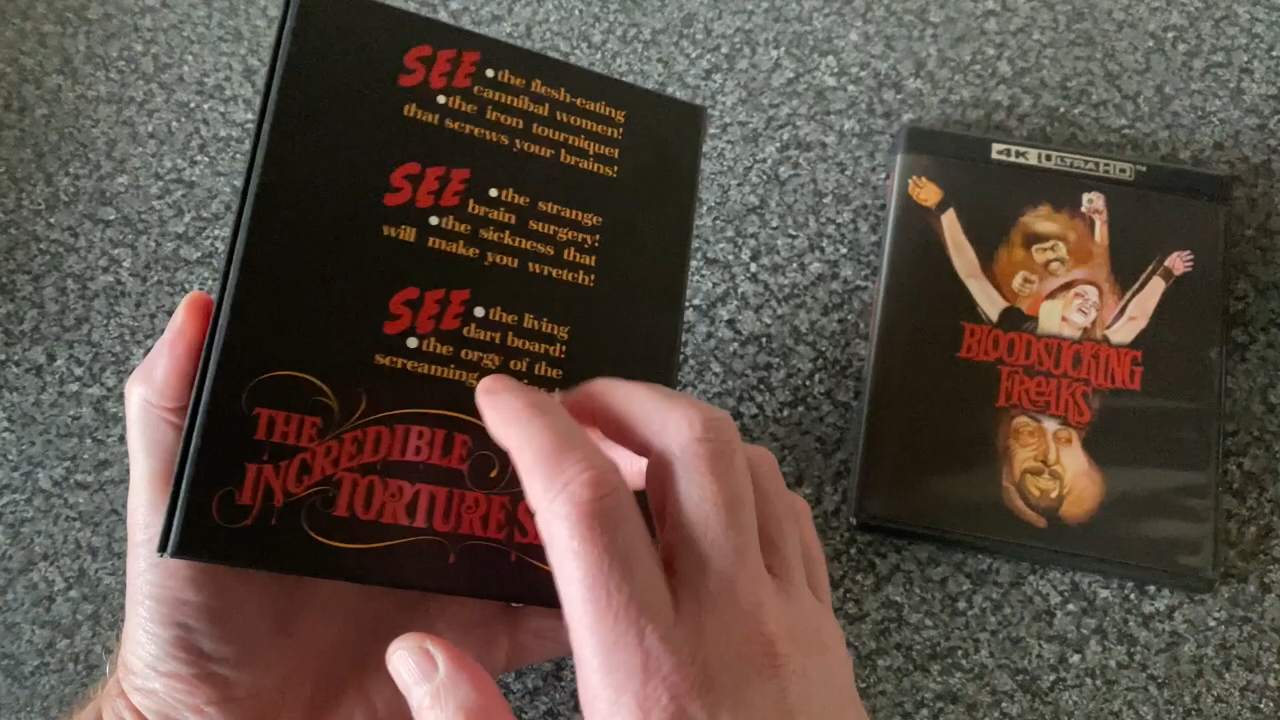 SEE •the flesh-eating
cannibal women!
•the iron tourniquet
that screws your brains!
SEE •the strange
brain surgery!
•the sickness that
will make you wretch!
SEE •the living
dart board!
•the orgy of the
screaming
THE
INCREDIBLE
TORTURE
4K ULTRA HD™
BLOODSUCKING
FREAKS